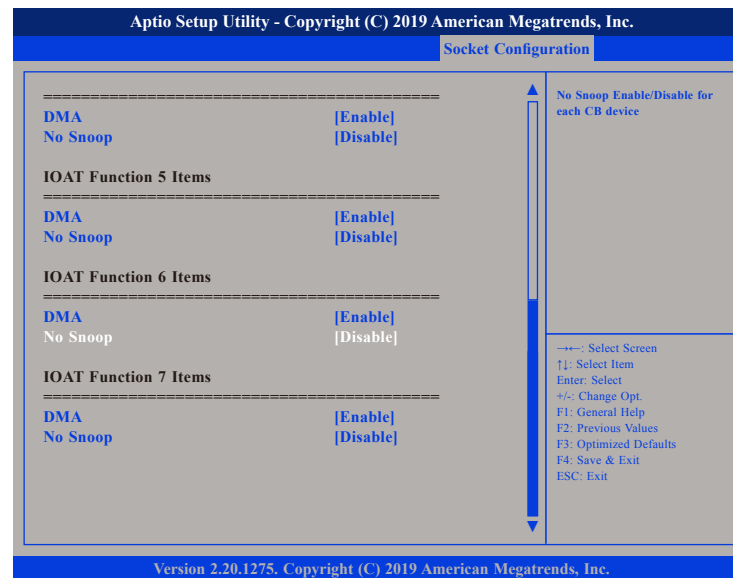 Aptio Setup Utility - Copyright (C) 2019 American Megatrends, Inc.
Socket Configuration
==========================================
DMA [Enable]
No Snoop [Disable]
IOAT Function 5 Items
==========================================
DMA [Enable]
No Snoop [Disable]
IOAT Function 6 Items
==========================================
DMA [Enable]
No Snoop [Disable]
IOAT Function 7 Items
==========================================
DMA [Enable]
No Snoop [Disable]
No Snoop Enable/Disable for
each CB device
→←: Select Screen
↑↓: Select Item
Enter: Select
+/-: Change Opt.
F1: General Help
F2: Previous Values
F3: Optimized Defaults
F4: Save & Exit
ESC: Exit
Version 2.20.1275. Copyright (C) 2019 American Megatrends, Inc.